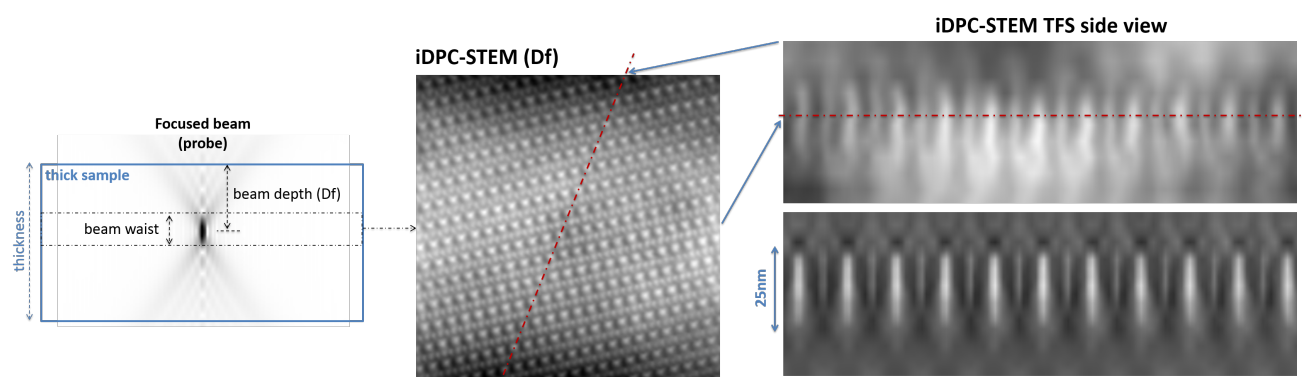 Focused beam
(probe)
thick sample
beam depth (Df)
beam waist
thickness
iDPC-STEM (Df)
iDPC-STEM TFS side view
25nm